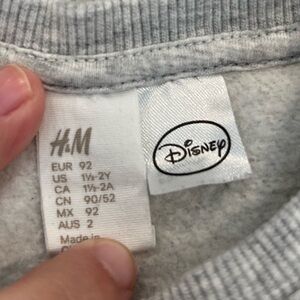 H&M
EUR 92
US 1½-2Y
CA 1½-2A
CN 90/52
MX 92
AUS 2
Made in
Disney